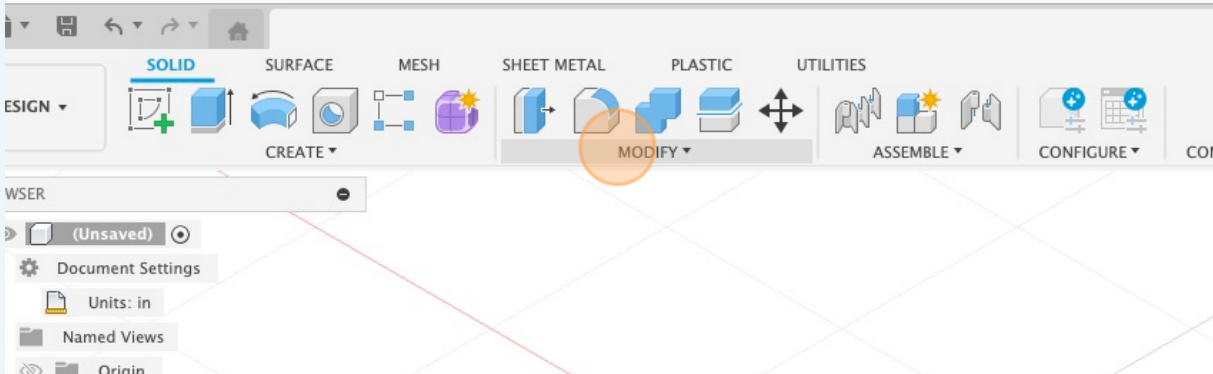 SOLID SURFACE MESH SHEET METAL PLASTIC UTILITIES
ESIGN
CREATE MODIFY ASSEMBLE CONFIGURE CON
WSER
(Unsaved)
Document Settings
Units: in
Named Views
Origin